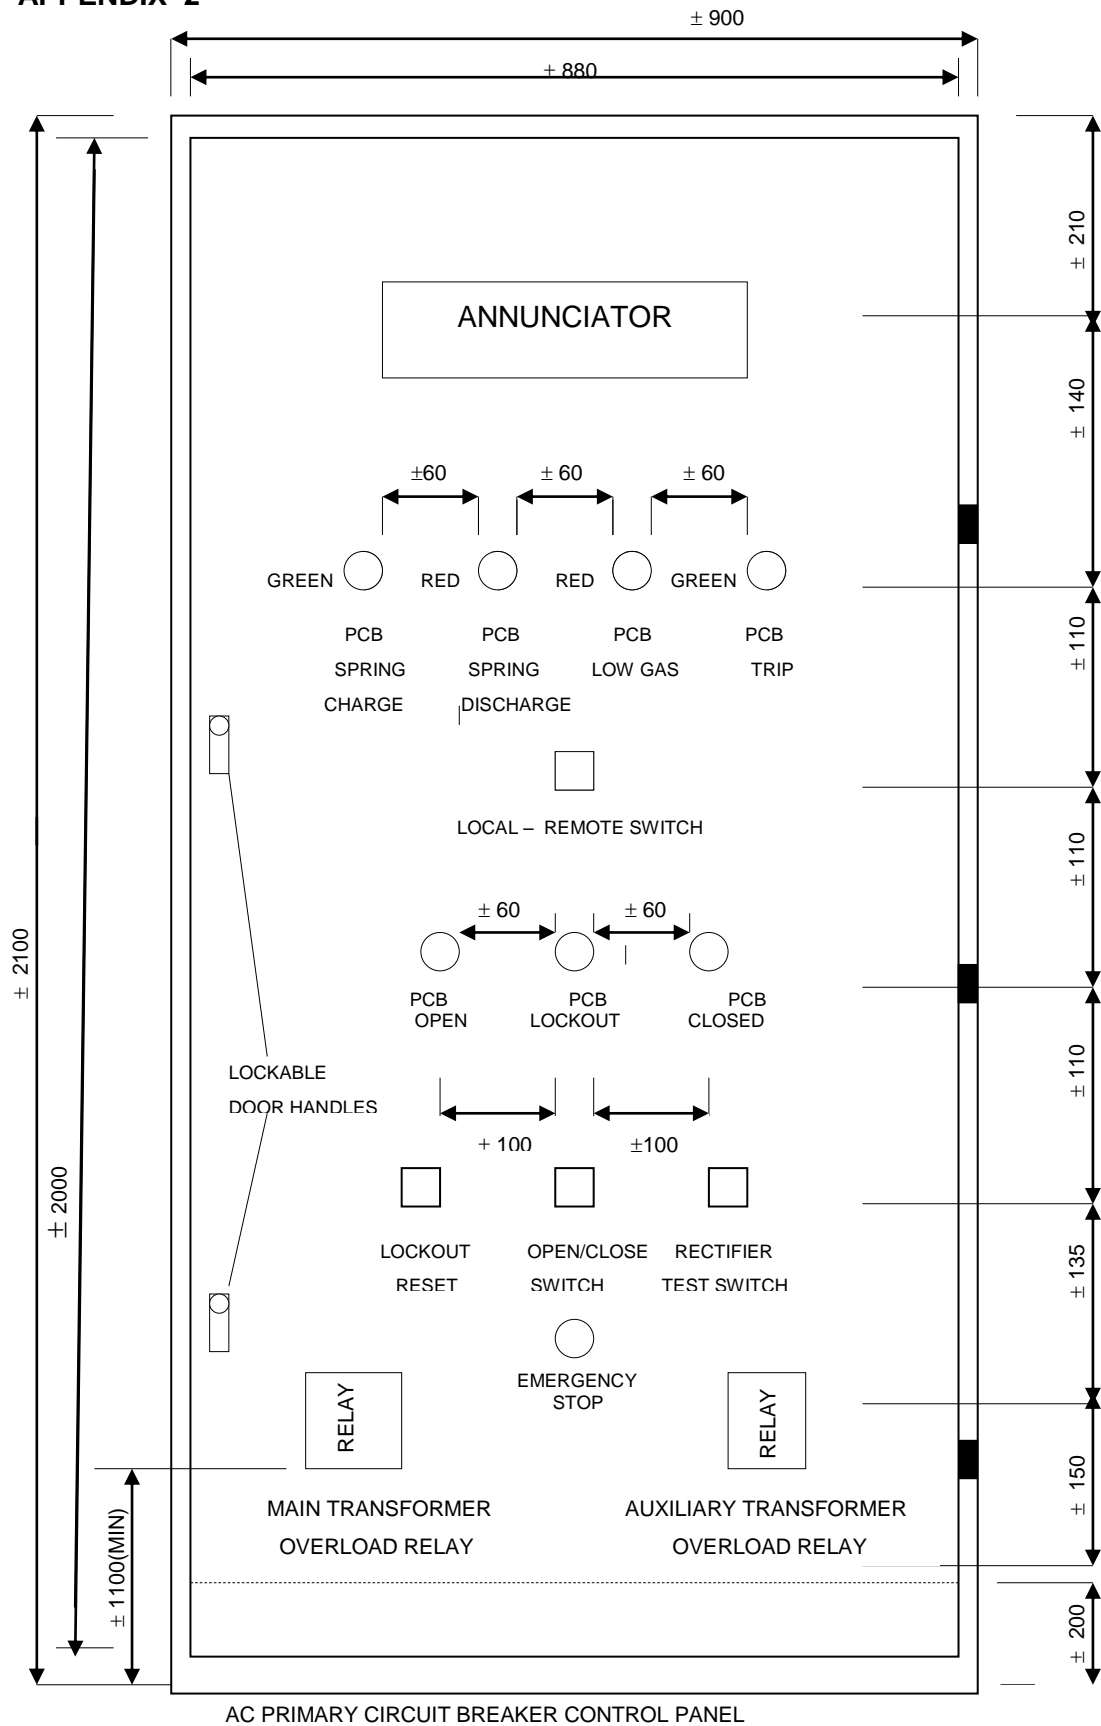 APPENDIX 2
± 900
± 880
± 210
ANNUNCIATOR
± 140
±60 ± 60 ± 60
GREEN RED RED GREEN
PCB PCB PCB PCB
SPRING SPRING LOW GAS TRIP
CHARGE DISCHARGE
±110
LOCAL – REMOTE SWITCH
± 110
± 60 ± 60
± 2100
PCB PCB PCB
OPEN LOCKOUT CLOSED
LOCKABLE
DOOR HANDLES
± 110
+ 100 ±100
± 2000
LOCKOUT OPEN/CLOSE RECTIFIER
RESET SWITCH TEST SWITCH
±135
EMERGENCY
STOP
RELAY RELAY
± 150
MAIN TRANSFORMER AUXILIARY TRANSFORMER
OVERLOAD RELAY OVERLOAD RELAY
± 1100(MIN)
± 200
AC PRIMARY CIRCUIT BREAKER CONTROL PANEL